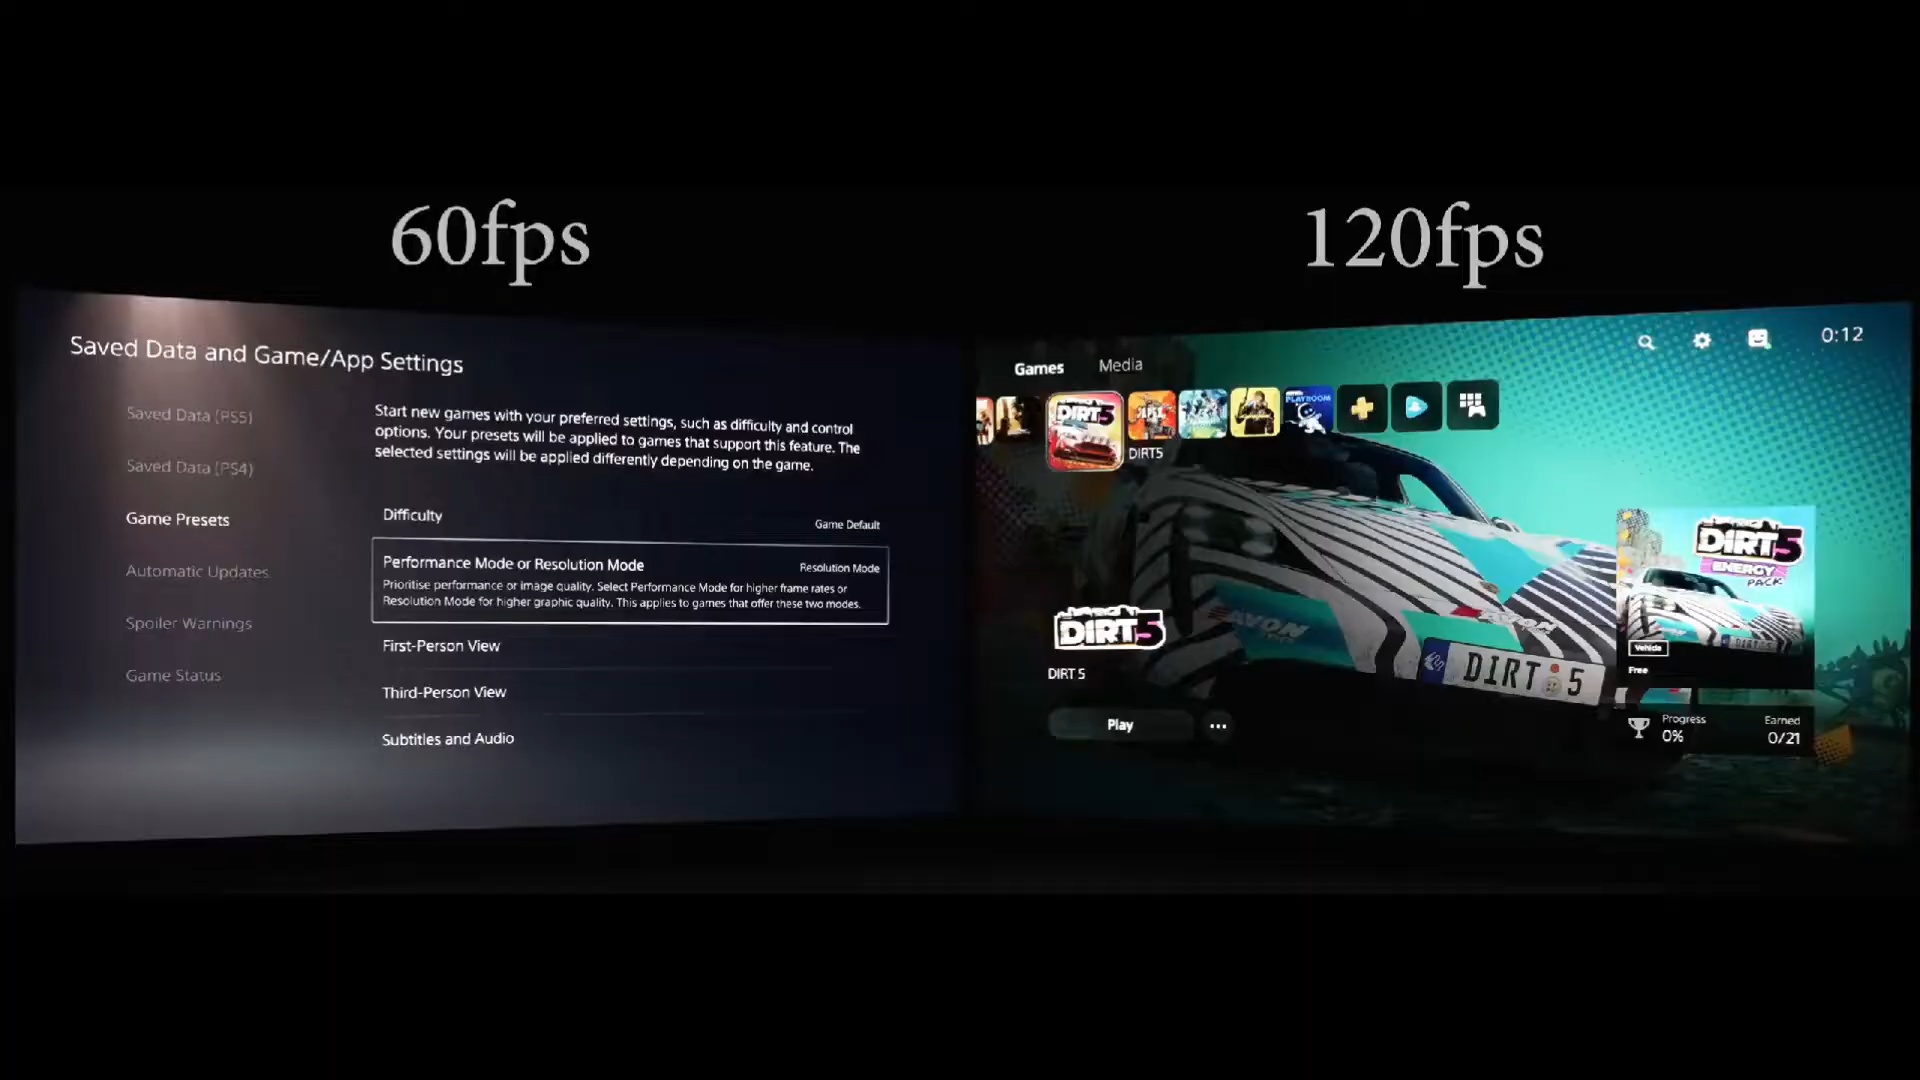 60fps
120fps
Saved Data and Game/App Settings
Saved Data (PS5)
Saved Data (PS4)
Game Presets
Automatic Updates
Spoiler Warnings
Game Status
Start new games with your preferred settings, such as difficulty and control
options. Your presets will be applied to games that support this feature. The
selected settings will be applied differently depending on the game.
Difficulty
Game Default
Performance Mode or Resolution Mode
Resolution Mode
Prioritise performance or image quality. Select Performance Mode for higher frame rates or
Resolution Mode for higher graphic quality. This applies to games that offer these two modes.
First-Person View
Third-Person View
Subtitles and Audio
Games
Media
0:12
DIRT5
PLAYROOM
DIRT5
AVON
AVON
DIRT 5
DIRT5
ENERGY
PACK
DIRT 5
Vehicle
Free
DIRT5
DIRT 5
Play
Progress
0%
Earned
0/21